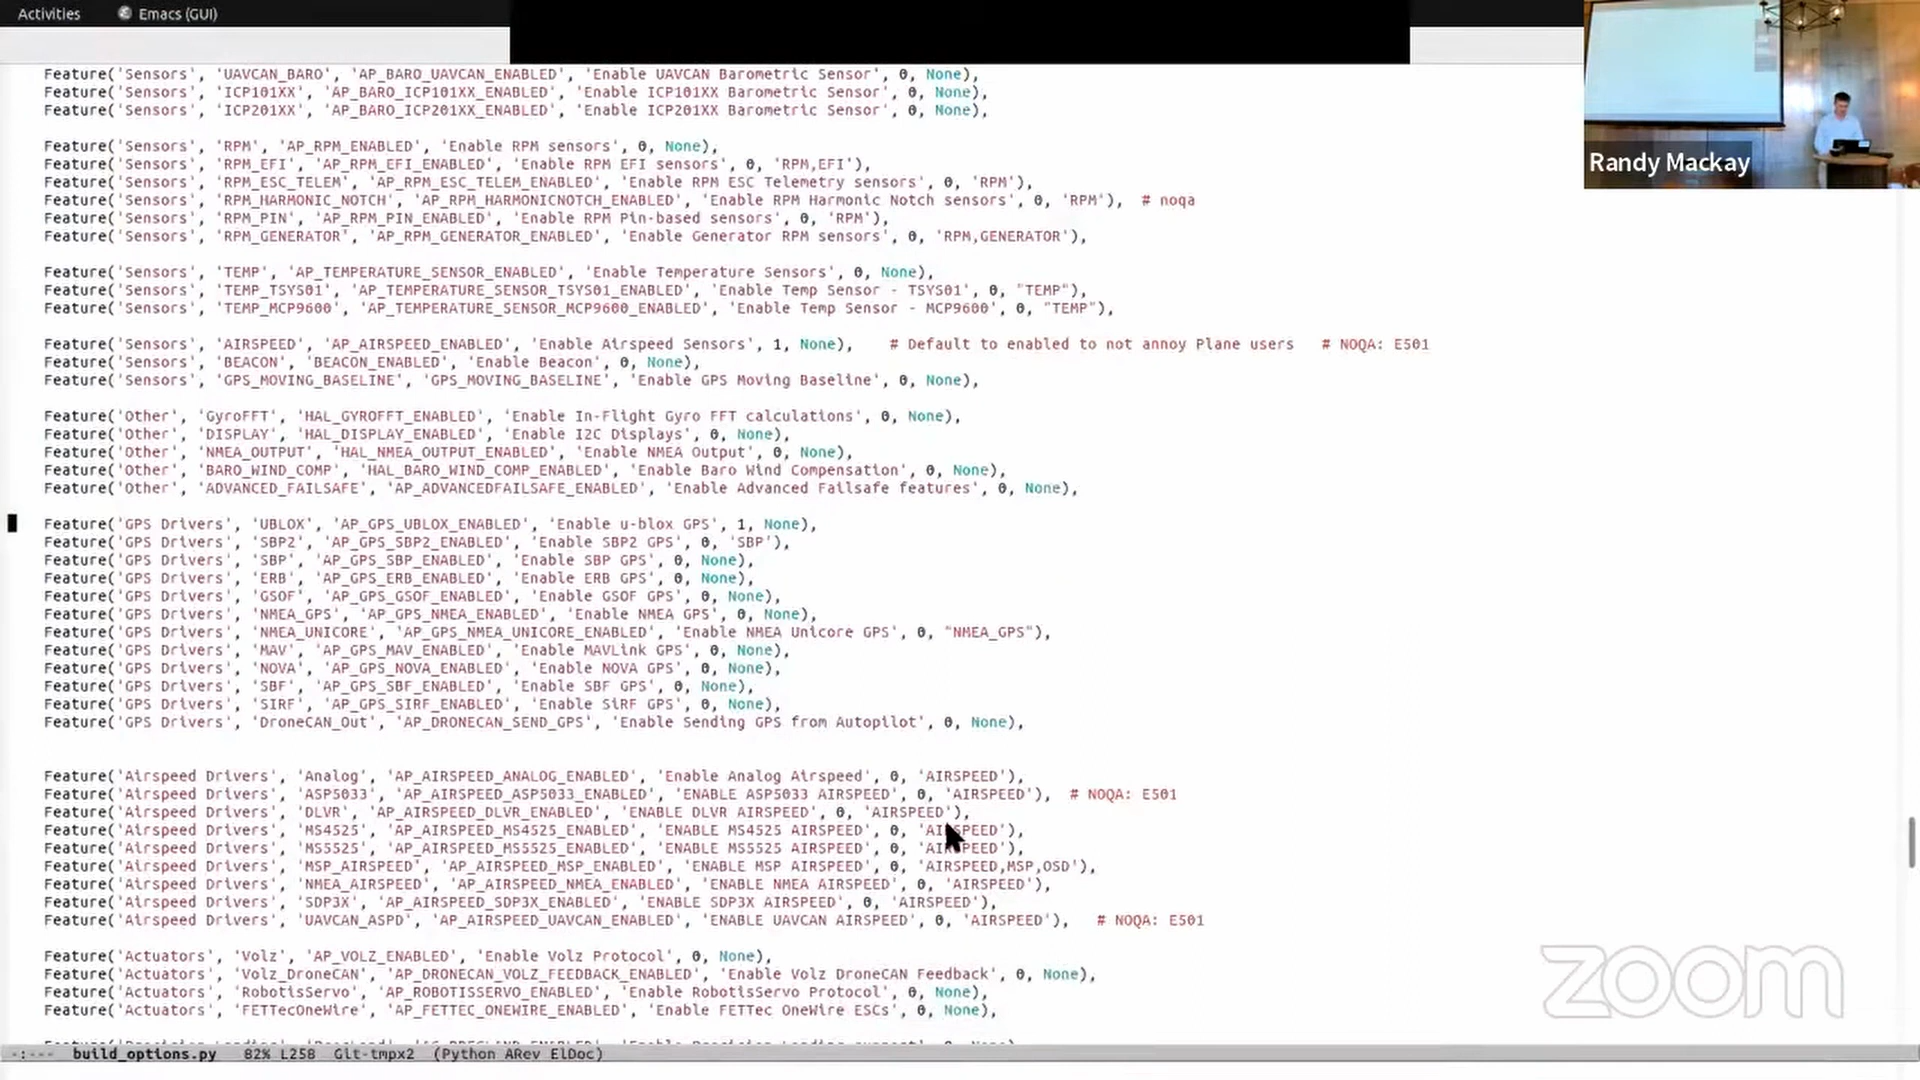 Activities
Emacs (GUI)
Randy Mackay
Feature('Sensors', 'UAVCAN_BARO', 'AP_BARO_UAVCAN_ENABLED', 'Enable UAVCAN Barometric Sensor', 0, None),
Feature('Sensors', 'ICP101XX', 'AP_BARO_ICP101XX_ENABLED', 'Enable ICP101XX Barometric Sensor', 0, None),
Feature('Sensors', 'ICP201XX', 'AP_BARO_ICP201XX_ENABLED', 'Enable ICP201XX Barometric Sensor', 0, None),
Feature('Sensors', 'RPM', 'AP_RPM_ENABLED', 'Enable RPM sensors', 0, None),
Feature('Sensors', 'RPM_EFI', 'AP_RPM_EFI_ENABLED', 'Enable RPM EFI sensors', 0, 'RPM,EFI'),
Feature('Sensors', 'RPM_ESC_TELEM', 'AP_RPM_ESC_TELEM_ENABLED', 'Enable RPM ESC Telemetry sensors', 0, 'RPM'),
Feature('Sensors', 'RPM_HARMONIC_NOTCH', 'AP_RPM_HARMONICNOTCH_ENABLED', 'Enable RPM Harmonic Notch sensors', 0, 'RPM'), # noqa
Feature('Sensors', 'RPM_PIN', 'AP_RPM_PIN_ENABLED', 'Enable RPM Pin-based sensors', 0, 'RPM'),
Feature('Sensors', 'RPM_GENERATOR', 'AP_RPM_GENERATOR_ENABLED', 'Enable Generator RPM sensors', 0, 'RPM,GENERATOR'),
Feature('Sensors', 'TEMP', 'AP_TEMPERATURE_SENSOR_ENABLED', 'Enable Temperature Sensors', 0, None),
Feature('Sensors', 'TEMP_TSYS01', 'AP_TEMPERATURE_SENSOR_TSYS01_ENABLED', 'Enable Temp Sensor - TSYS01', 0, "TEMP"),
Feature('Sensors', 'TEMP_MCP9600', 'AP_TEMPERATURE_SENSOR_MCP9600_ENABLED', 'Enable Temp Sensor - MCP9600', 0, "TEMP"),
Feature('Sensors', 'AIRSPEED', 'AP_AIRSPEED_ENABLED', 'Enable Airspeed Sensors', 1, None), # Default to enabled to not annoy Plane users # NOQA: E501
Feature('Sensors', 'BEACON', 'BEACON_ENABLED', 'Enable Beacon', 0, None),
Feature('Sensors', 'GPS_MOVING_BASELINE', 'GPS_MOVING_BASELINE', 'Enable GPS Moving Baseline', 0, None),
Feature('Other', 'GyroFFT', 'HAL_GYROFFT_ENABLED', 'Enable In-Flight Gyro FFT calculations', 0, None),
Feature('Other', 'DISPLAY', 'HAL_DISPLAY_ENABLED', 'Enable I2C Displays', 0, None),
Feature('Other', 'NMEA_OUTPUT', 'HAL_NMEA_OUTPUT_ENABLED', 'Enable NMEA Output', 0, None),
Feature('Other', 'BARO_WIND_COMP', 'HAL_BARO_WIND_COMP_ENABLED', 'Enable Baro Wind Compensation', 0, None),
Feature('Other', 'ADVANCED_FAILSAFE', 'AP_ADVANCEDFAILSAFE_ENABLED', 'Enable Advanced Failsafe features', 0, None),
Feature('GPS Drivers', 'UBLOX', 'AP_GPS_UBLOX_ENABLED', 'Enable u-blox GPS', 1, None),
Feature('GPS Drivers', 'SBP2', 'AP_GPS_SBP2_ENABLED', 'Enable SBP2 GPS', 0, 'SBP'),
Feature('GPS Drivers', 'SBP', 'AP_GPS_SBP_ENABLED', 'Enable SBP GPS', 0, None),
Feature('GPS Drivers', 'ERB', 'AP_GPS_ERB_ENABLED', 'Enable ERB GPS', 0, None),
Feature('GPS Drivers', 'GSOF', 'AP_GPS_GSOF_ENABLED', 'Enable GSOF GPS', 0, None),
Feature('GPS Drivers', 'NMEA_GPS', 'AP_GPS_NMEA_ENABLED', 'Enable NMEA GPS', 0, None),
Feature('GPS Drivers', 'NMEA_UNICORE', 'AP_GPS_NMEA_UNICORE_ENABLED', 'Enable NMEA Unicore GPS', 0, "NMEA_GPS"),
Feature('GPS Drivers', 'MAV', 'AP_GPS_MAV_ENABLED', 'Enable MAVLink GPS', 0, None),
Feature('GPS Drivers', 'NOVA', 'AP_GPS_NOVA_ENABLED', 'Enable NOVA GPS', 0, None),
Feature('GPS Drivers', 'SBF', 'AP_GPS_SBF_ENABLED', 'Enable SBF GPS', 0, None),
Feature('GPS Drivers', 'SIRF', 'AP_GPS_SIRF_ENABLED', 'Enable SiRF GPS', 0, None),
Feature('GPS Drivers', 'DroneCAN_Out', 'AP_DRONECAN_SEND_GPS', 'Enable Sending GPS from Autopilot', 0, None),
Feature('Airspeed Drivers', 'Analog', 'AP_AIRSPEED_ANALOG_ENABLED', 'Enable Analog Airspeed', 0, 'AIRSPEED'),
Feature('Airspeed Drivers', 'ASP5033', 'AP_AIRSPEED_ASP5033_ENABLED', 'ENABLE ASP5033 AIRSPEED', 0, 'AIRSPEED'), # NOQA: E501
Feature('Airspeed Drivers', 'DLVR', 'AP_AIRSPEED_DLVR_ENABLED', 'ENABLE DLVR AIRSPEED', 0, 'AIRSPEED'),
Feature('Airspeed Drivers', 'MS4525', 'AP_AIRSPEED_MS4525_ENABLED', 'ENABLE MS4525 AIRSPEED', 0, 'AIRSPEED'),
Feature('Airspeed Drivers', 'MS5525', 'AP_AIRSPEED_MS5525_ENABLED', 'ENABLE MS5525 AIRSPEED', 0, 'AIRSPEED'),
Feature('Airspeed Drivers', 'MSP_AIRSPEED', 'AP_AIRSPEED_MSP_ENABLED', 'ENABLE MSP AIRSPEED', 0, 'AIRSPEED,MSP,OSD'),
Feature('Airspeed Drivers', 'NMEA_AIRSPEED', 'AP_AIRSPEED_NMEA_ENABLED', 'ENABLE NMEA AIRSPEED', 0, 'AIRSPEED'),
Feature('Airspeed Drivers', 'SDP3X', 'AP_AIRSPEED_SDP3X_ENABLED', 'ENABLE SDP3X AIRSPEED', 0, 'AIRSPEED'),
Feature('Airspeed Drivers', 'UAVCAN_ASPD', 'AP_AIRSPEED_UAVCAN_ENABLED', 'ENABLE UAVCAN AIRSPEED', 0, 'AIRSPEED'), # NOQA: E501
Feature('Actuators', 'Volz', 'AP_VOLZ_ENABLED', 'Enable Volz Protocol', 0, None),
Feature('Actuators', 'Volz_DroneCAN', 'AP_DRONECAN_VOLZ_FEEDBACK_ENABLED', 'Enable Volz DroneCAN Feedback', 0, None),
Feature('Actuators', 'RobotisServo', 'AP_ROBOTISSERVO_ENABLED', 'Enable RobotisServo Protocol', 0, None),
Feature('Actuators', 'FETTecOneWire', 'AP_FETTEC_ONEWIRE_ENABLED', 'Enable FETTec OneWire ESCs', 0, None),
zoom
-:--- build_options.py 82% L258 Git-tmpx2 (Python ARev ElDoc)